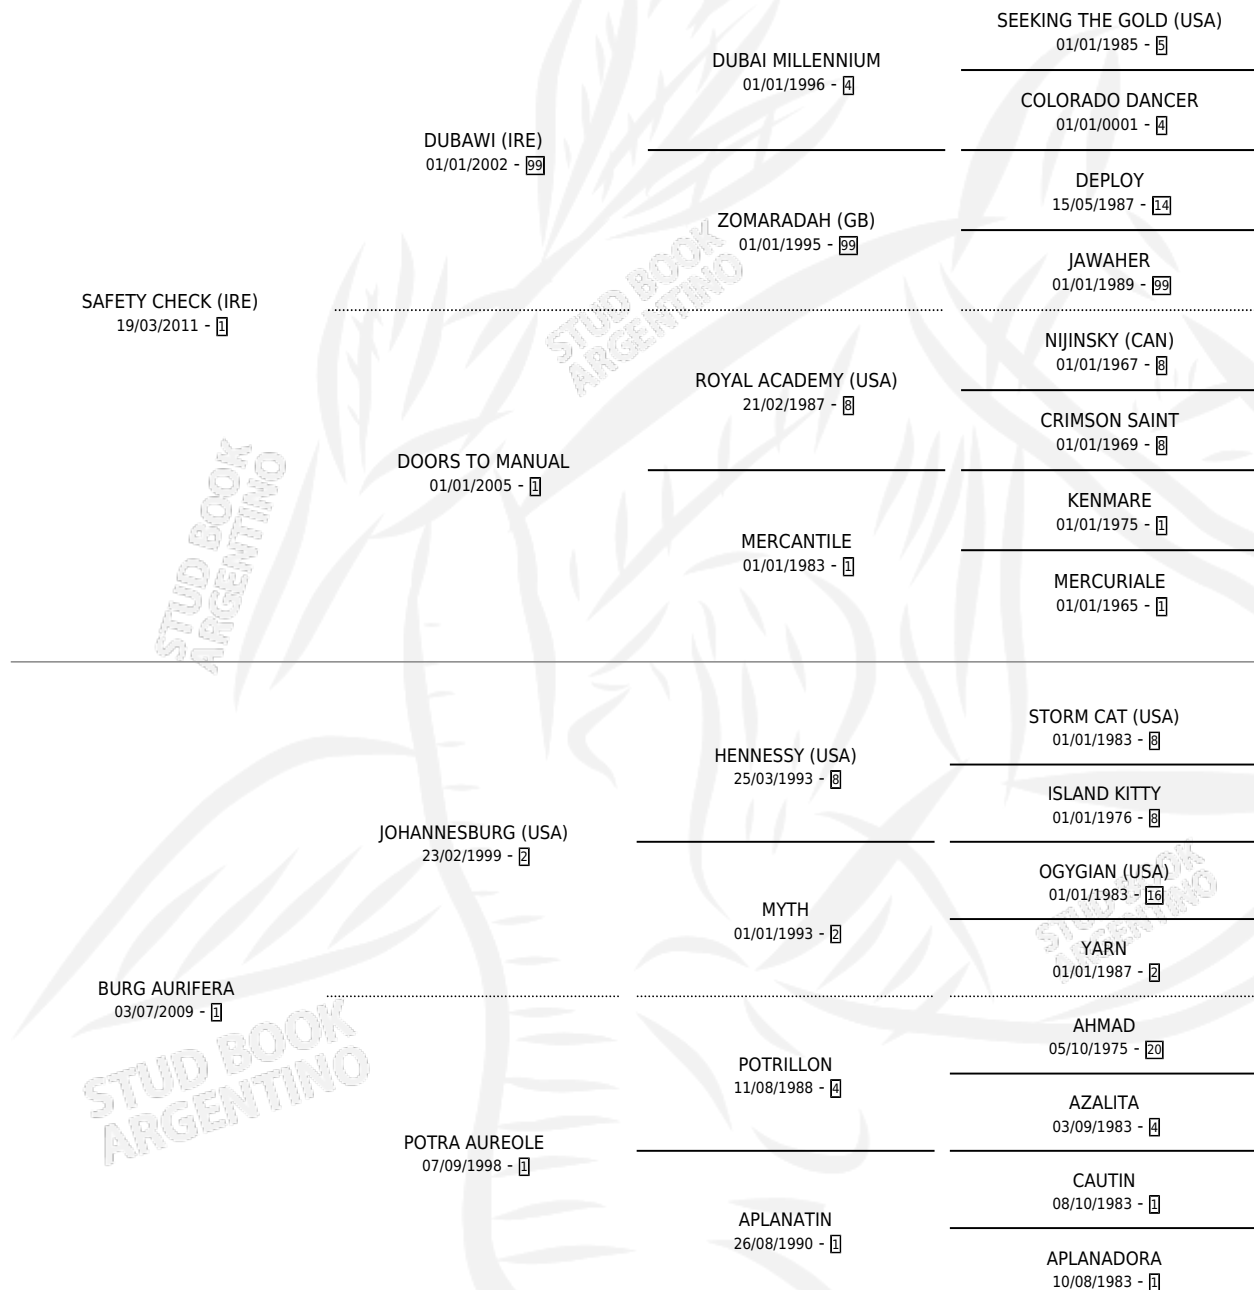 SEEKING THE GOLD (USA)
01/01/1985 - 5
DUBAI MILLENNIUM
01/01/1996 - 4
COLORADO DANCER
01/01/0001 - 4
DUBAWI (IRE)
01/01/2002 - 99
DEPLOY
15/05/1987 - 14
ZOMARADAH (GB)
01/01/1995 - 99
JAWAHER
01/01/1989 - 99
SAFETY CHECK (IRE)
19/03/2011 - 1
NIJINSKY (CAN)
01/01/1967 - 8
ROYAL ACADEMY (USA)
21/02/1987 - 8
CRIMSON SAINT
01/01/1969 - 8
DOORS TO MANUAL
01/01/2005 - 1
KENMARE
01/01/1975 - 1
MERCANTILE
01/01/1983 - 1
MERCURIALE
01/01/1965 - 1
STUD BOOK
ARGENTINO
STUD BOOK
ARGENTINO
STORM CAT (USA)
01/01/1983 - 8
HENNESSY (USA)
25/03/1993 - 8
ISLAND KITTY
01/01/1976 - 8
JOHANNESBURG (USA)
23/02/1999 - 2
OGYGIAN (USA)
01/01/1983 - 16
MYTH
01/01/1993 - 2
YARN
01/01/1987 - 2
STUD BOOK
ARGENTINO
BURG AURIFERA
03/07/2009 - 1
AHMAD
05/10/1975 - 20
POTRILLON
11/08/1988 - 4
AZALITA
03/09/1983 - 4
STUD BOOK
ARGENTINO
POTRA AUREOLE
07/09/1998 - 1
CAUTIN
08/10/1983 - 1
APLANATIN
26/08/1990 - 1
APLANADORA
10/08/1983 - 1